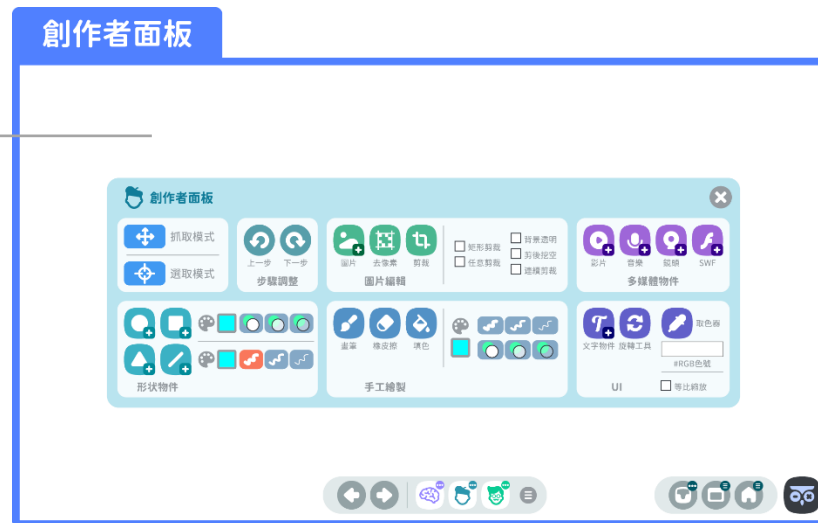 創作者面板
創作者面板
抓取模式
選取模式
上一步 下一步
步驟調整
圖片 去像素 剪裁
矩形剪裁
任意剪裁
背景透明
剪後挖空
連續剪裁
圖片編輯
影片 音樂 鏡頭 SWF
多媒體物件
形状物件
畫筆 橡皮擦 填色
手工繪製
文字物件 旋轉工具
取色器
#RGB色號
等比縮放
UI